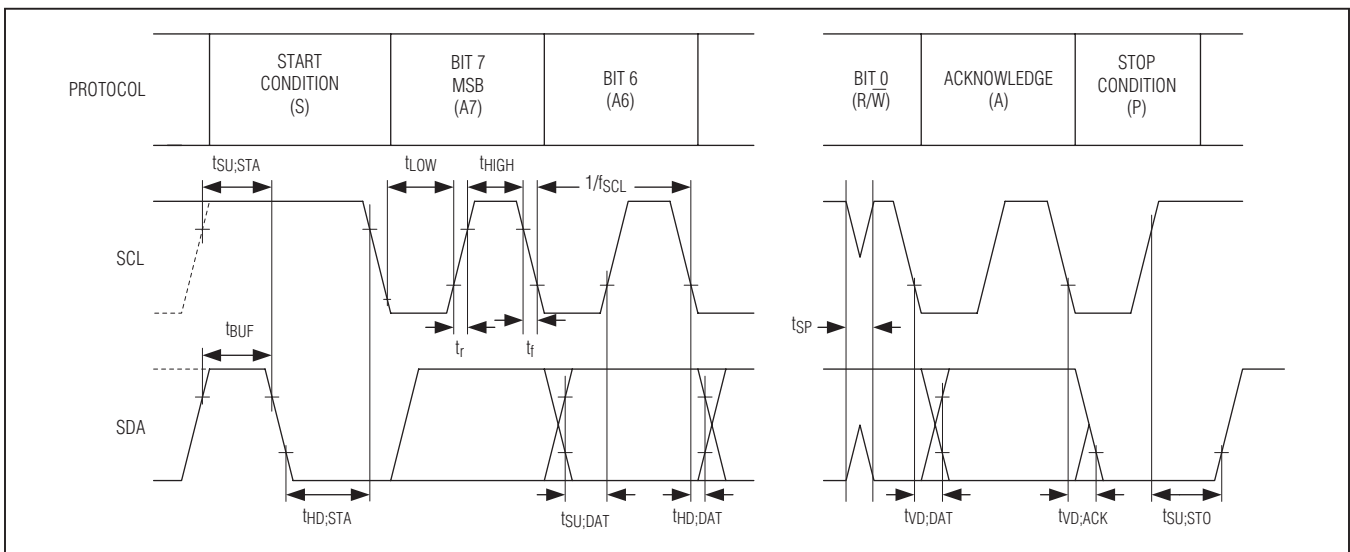 PROTOCOL
START
CONDITION
(S)
BIT 7
MSB
(A7)
BIT 6
(A6)
BIT 0
(R/W̅)
ACKNOWLEDGE
(A)
STOP
CONDITION
(P)
tSU;STA
tLOW
tHIGH
1/fSCL
SCL
tBUF
tr
tf
tSP
SDA
tHD;STA
tSU;DAT
tHD;DAT
tVD;DAT
tVD;ACK
tSU;STO